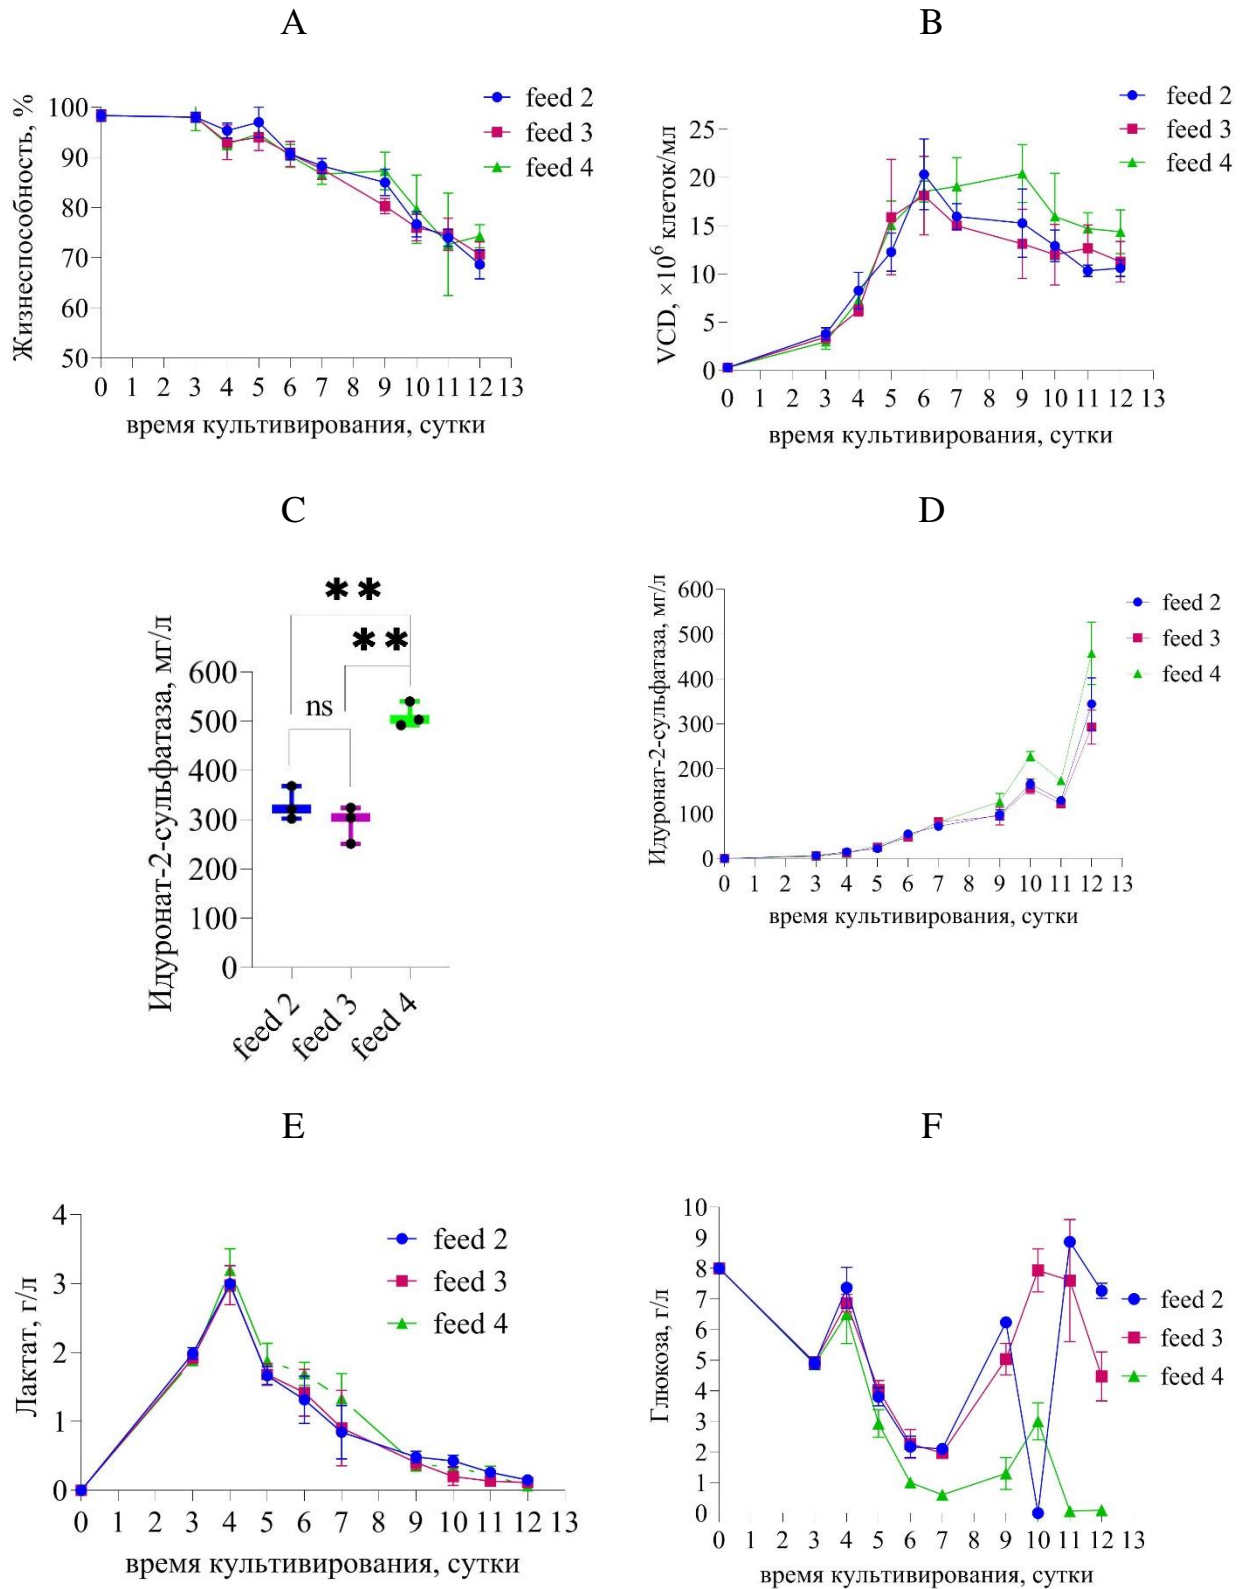 A
B
Жизнеспособность, %
100
90
80
70
60
50
0 1 2 3 4 5 6 7 8 9 10 11 12 13
время культивирования, сутки
feed 2
feed 3
feed 4
VCD, ×10⁶ клеток/мл
25
20
15
10
5
0
0 1 2 3 4 5 6 7 8 9 10 11 12 13
время культивирования, сутки
feed 2
feed 3
feed 4
C
D
Идуронат-2-сульфатаза, мг/л
600
500
400
300
200
100
0
**
**
ns
feed 2
feed 3
feed 4
Идуронат-2-сульфатаза, мг/л
600
500
400
300
200
100
0
0 1 2 3 4 5 6 7 8 9 10 11 12 13
время культивирования, сутки
feed 2
feed 3
feed 4
E
F
Лактат, г/л
4
3
2
1
0
0 1 2 3 4 5 6 7 8 9 10 11 12 13
время культивирования, сутки
feed 2
feed 3
feed 4
Глюкоза, г/л
10
9
8
7
6
5
4
3
2
1
0
0 1 2 3 4 5 6 7 8 9 10 11 12 13
время культивирования, сутки
feed 2
feed 3
feed 4